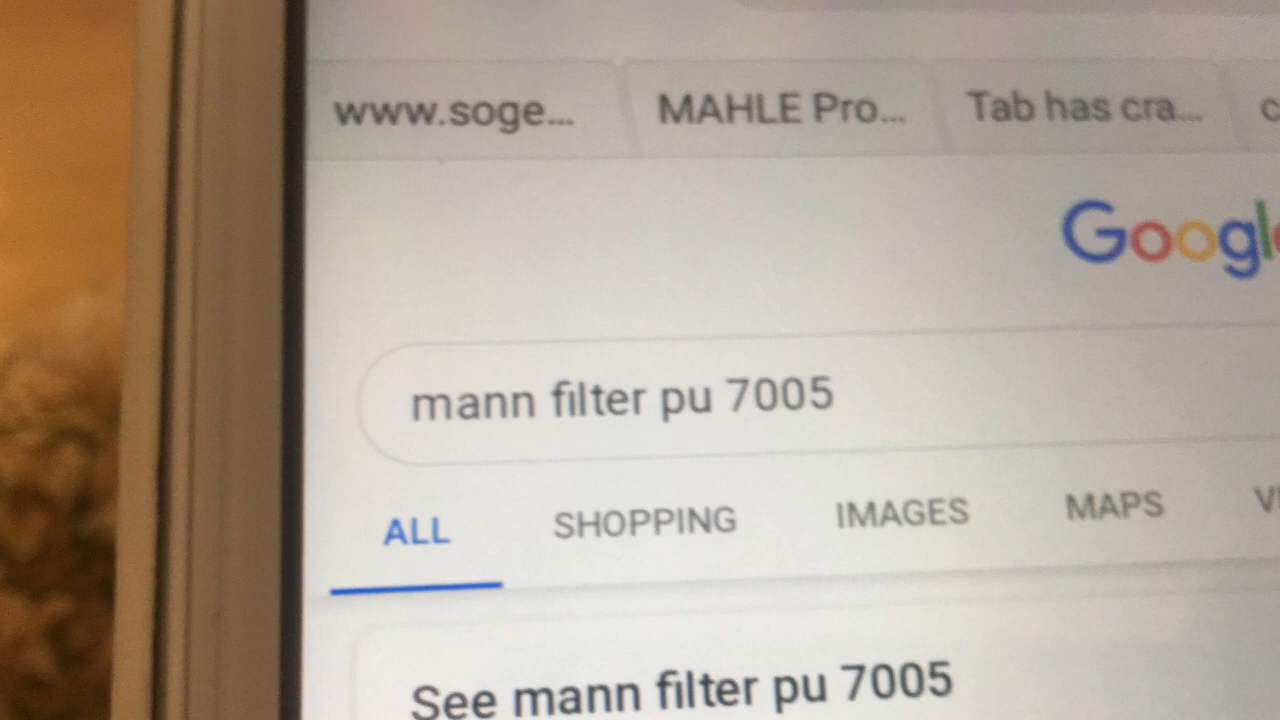 www.soge... MAHLE Pro... Tab has cra...
Google
mann filter pu 7005
ALL SHOPPING IMAGES MAPS
See mann filter pu 7005